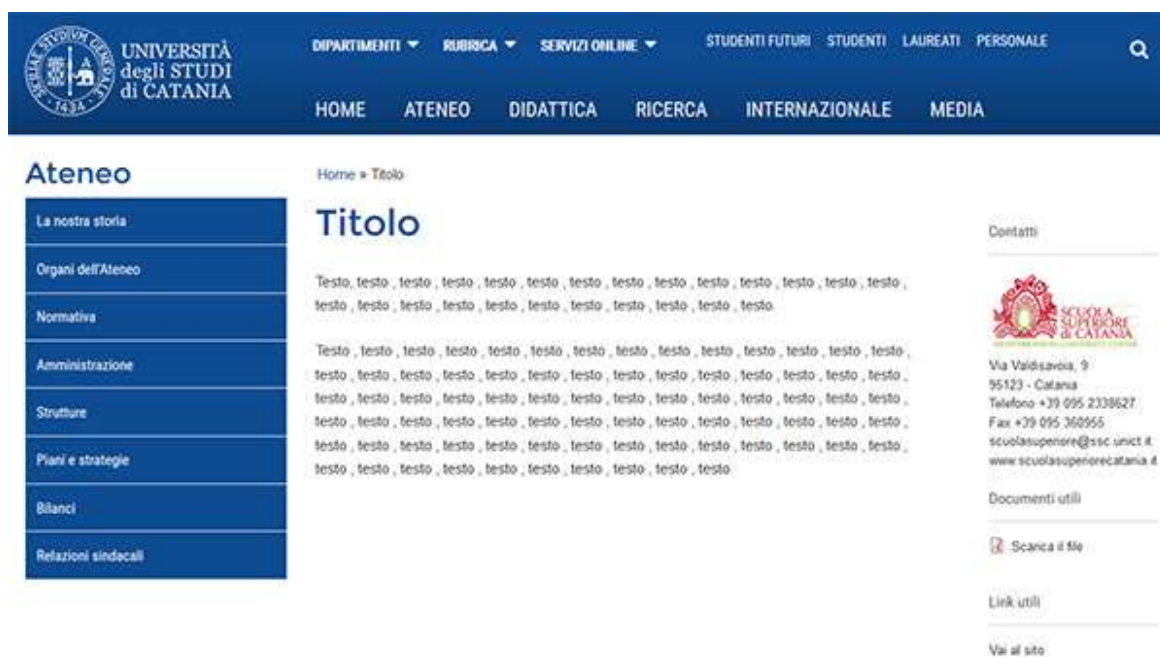 SICILIAE STUDIUM GENERALE
1434
UNIVERSITÀ
degli STUDI
di CATANIA
DIPARTIMENTI RUBRICA SERVIZI ONLINE STUDENTI FUTURI STUDENTI LAUREATI PERSONALE
HOME ATENEO DIDATTICA RICERCA INTERNAZIONALE MEDIA
Ateneo
La nostra storia
Organi dell'Ateneo
Normativa
Amministrazione
Strutture
Piani e strategie
Bilanci
Relazioni sindacali
Home » Titolo
Titolo
Testo, testo , testo , testo , testo , testo , testo , testo , testo , testo , testo , testo , testo , testo ,
testo , testo , testo , testo , testo , testo , testo , testo , testo , testo , testo.
Testo , testo , testo , testo , testo , testo , testo , testo , testo , testo , testo , testo , testo , testo ,
testo , testo , testo , testo , testo , testo , testo , testo , testo , testo , testo , testo , testo , testo ,
testo , testo , testo , testo , testo , testo , testo , testo , testo , testo , testo , testo , testo , testo ,
testo , testo , testo , testo , testo , testo , testo , testo , testo , testo , testo , testo , testo , testo ,
testo , testo , testo , testo , testo , testo , testo , testo , testo , testo , testo , testo , testo , testo ,
testo , testo , testo , testo , testo , testo , testo , testo , testo , testo
Contatti
SCUOLA
SUPERIORE
di CATANIA
Via Valdisavoia, 9
95123 - Catania
Telefono +39 095 2338627
Fax +39 095 360955
scuolasuperiore@ssc.unict.it
www.scuolasuperiorecatania.it
Documenti utili
Scarica il file
Link utili
Vai al sito